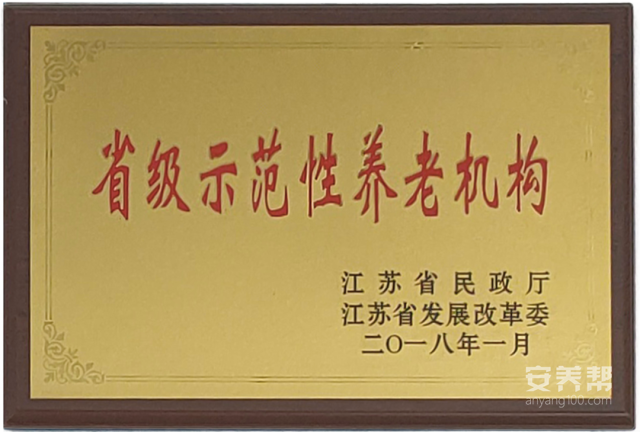 省级示范性养老机构
江苏省民政厅
江苏省发展改革委
二〇一八年一月
安养帮
anyang100.com